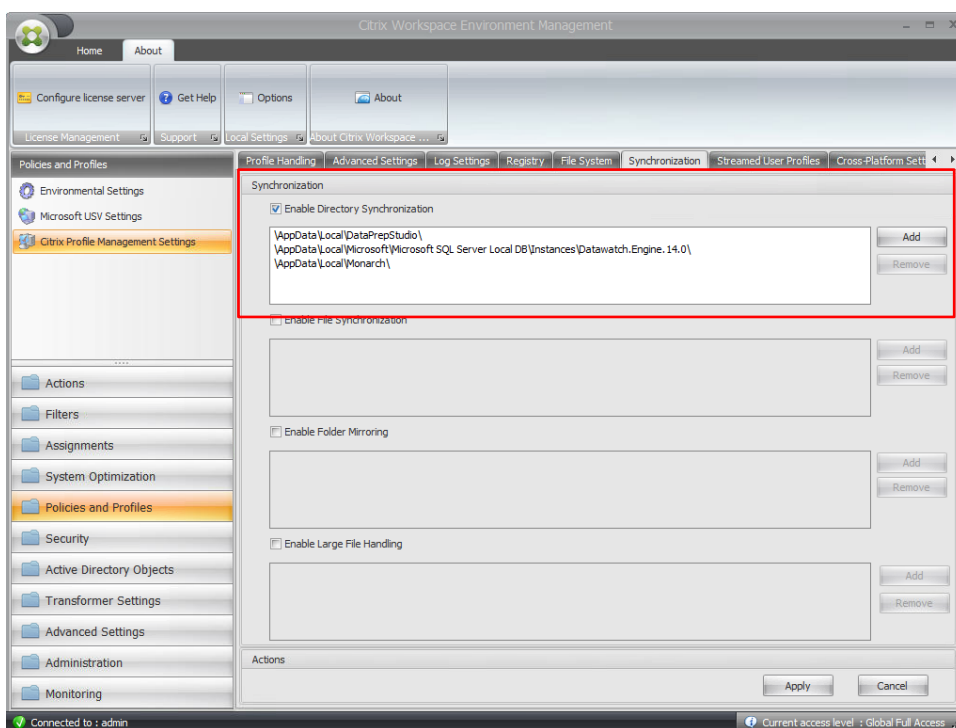 Citrix Workspace Environment Management
Home About
Configure license server Get Help Options About
License Management Support Local Settings About Citrix Workspace ...
Policies and Profiles
Environmental Settings
Microsoft USV Settings
Citrix Profile Management Settings
Actions
Filters
Assignments
System Optimization
Policies and Profiles
Security
Active Directory Objects
Transformer Settings
Advanced Settings
Administration
Monitoring
Profile Handling Advanced Settings Log Settings Registry File System Synchronization Streamed User Profiles Cross-Platform Sett
Synchronization
Enable Directory Synchronization
\AppData\Local\DataPrepStudio\
\AppData\Local\Microsoft\Microsoft SQL Server Local DB\Instances\Datawatch.Engine.14.0\
\AppData\Local\Monarch\
Add
Remove
Enable File Synchronization
Add
Remove
Enable Folder Mirroring
Add
Remove
Enable Large File Handling
Add
Remove
Actions
Apply Cancel
Connected to : admin Current access level : Global Full Access